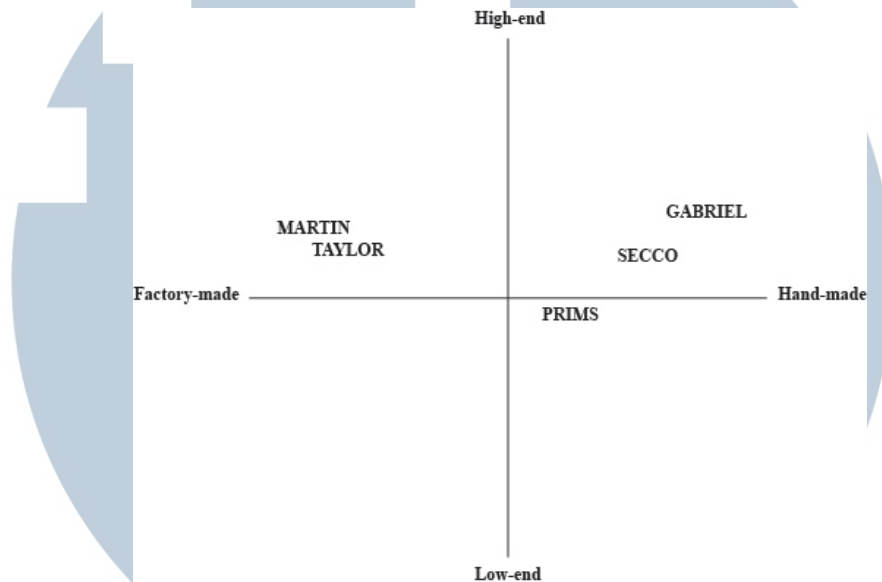 High-end
GABRIEL
MARTIN
TAYLOR
SECCO
Factory-made
Hand-made
PRIMS
Low-end